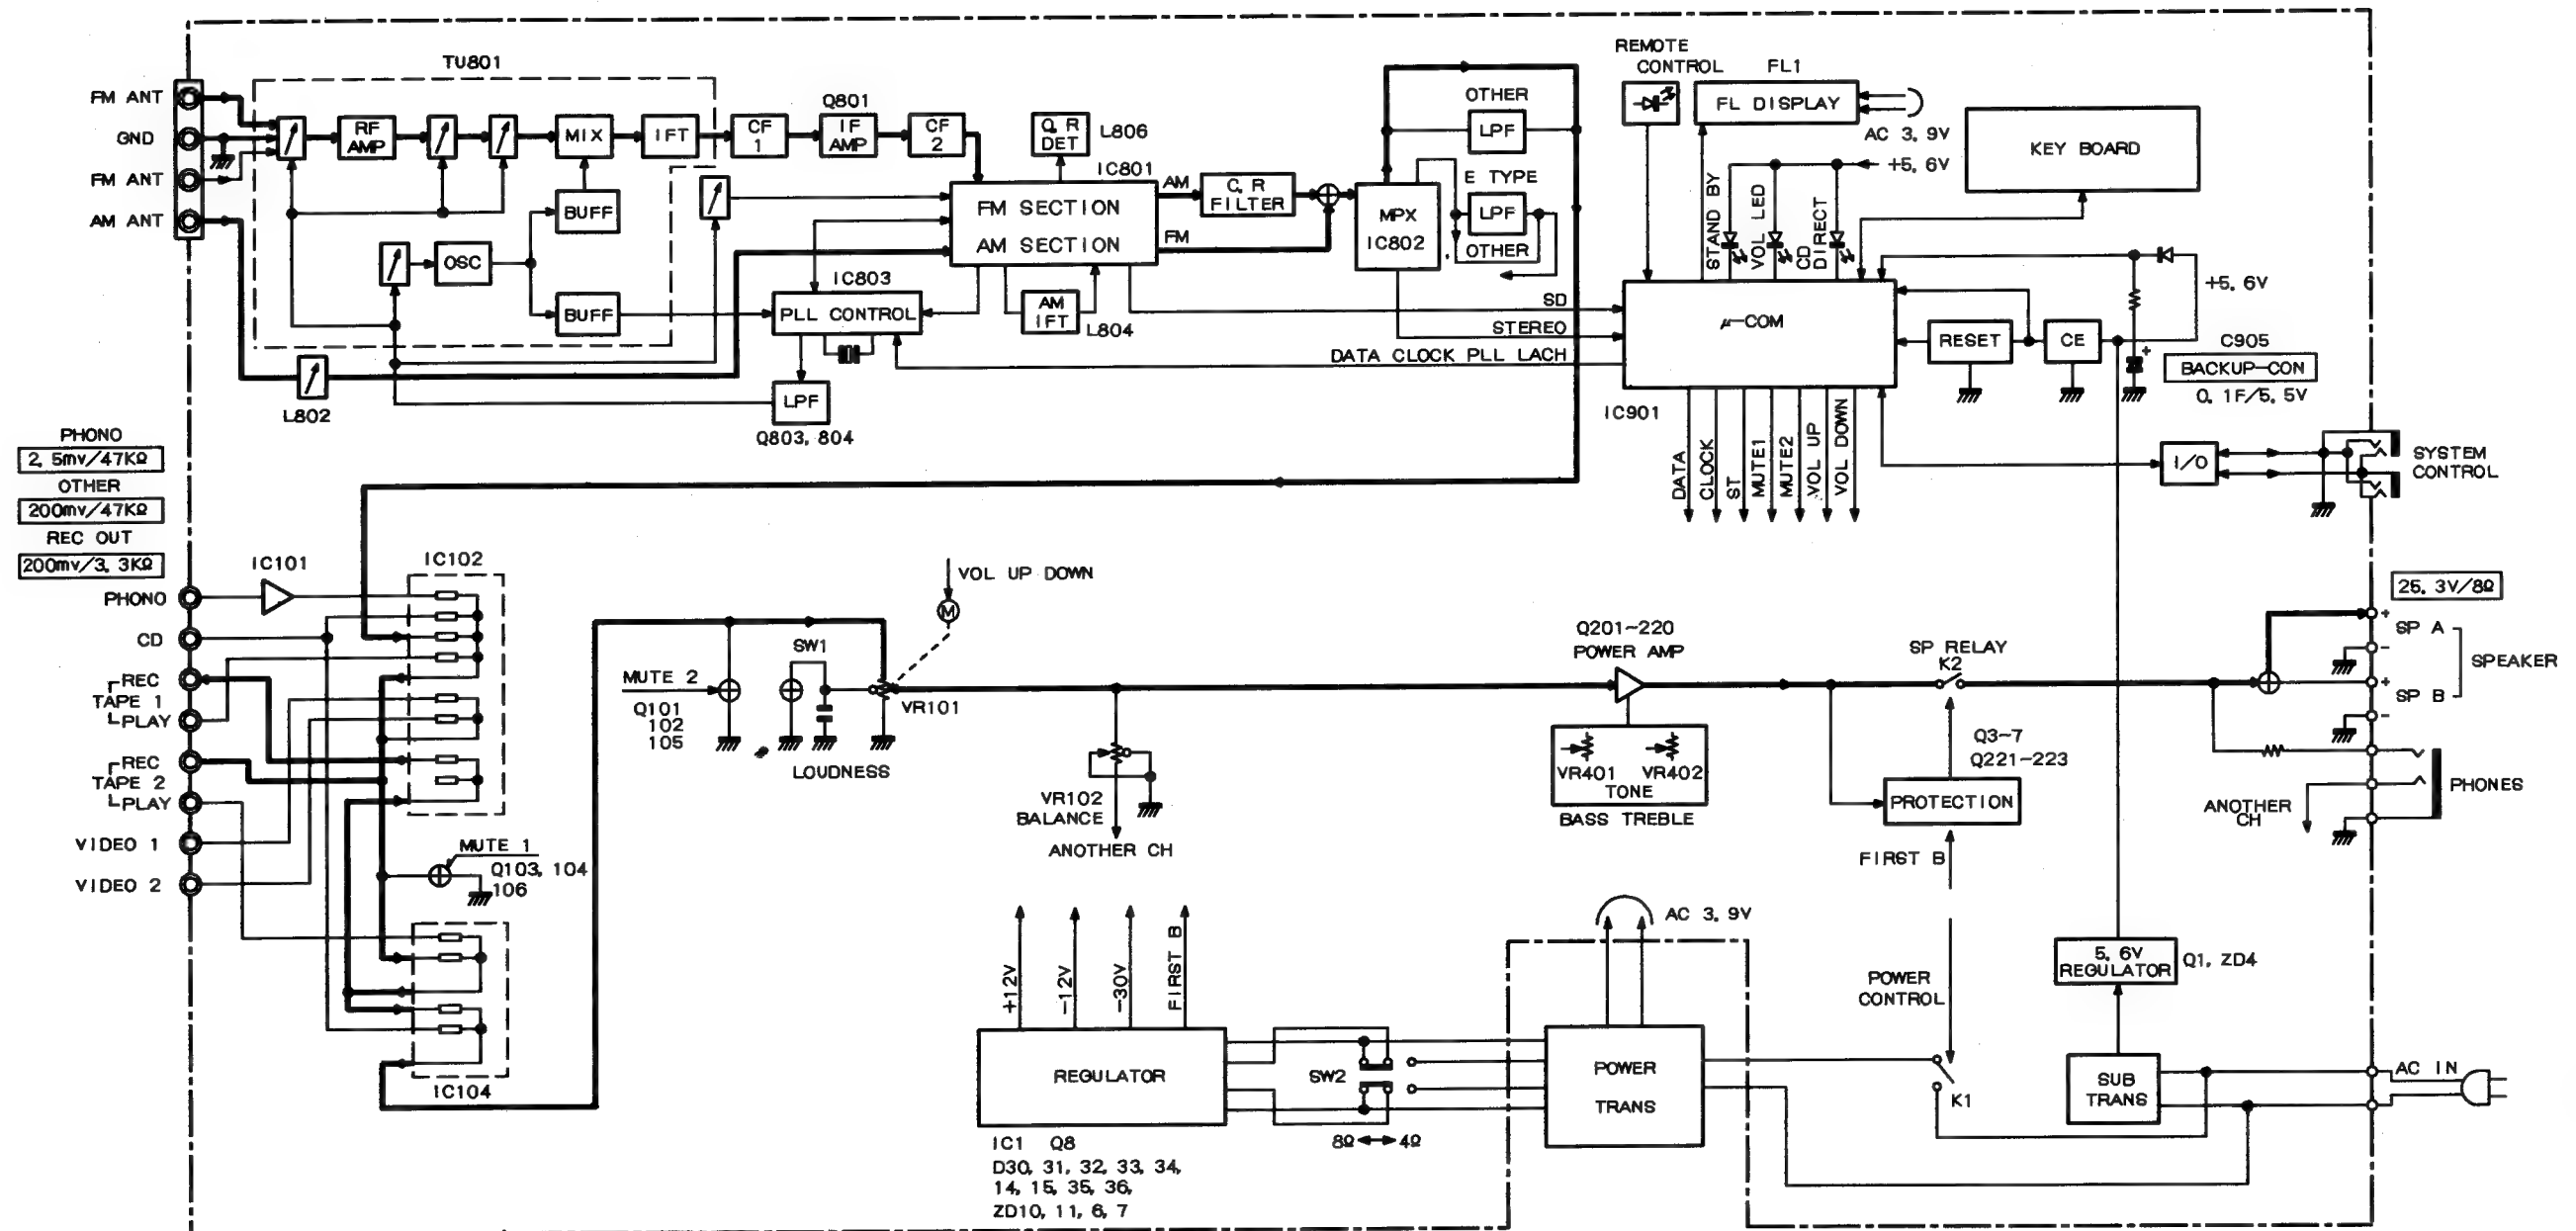 TU801
FM ANT
GND
FM ANT
AM ANT
RF
AMP
MIX
IFT
CF
1
Q801
IF
AMP
CF
2
Q.R
DET
L806
IC801
BUFF
OSC
BUFF
FM SECTION
AM SECTION
AM
C.R
FILTER
FM
MPX
IC802
OTHER
LPF
E TYPE
LPF
OTHER
IC803
PLL CONTROL
AM
IFT
L804
LPF
Q803, 804
L802
SD
STEREO
DATA CLOCK PLL LACH
REMOTE
CONTROL
FL1
FL DISPLAY
AC 3.9V
+5.6V
STAND BY
VOL LED
CD
DIRECT
KEY BOARD
μ-COM
IC901
RESET
CE
+5.6V
C905
BACKUP-CON
0.1F/5.5V
DATA
CLOCK
ST
MUTE1
MUTE2
VOL UP
VOL DOWN
I/O
SYSTEM
CONTROL
PHONO
2.5mv/47KΩ
OTHER
200mv/47KΩ
REC OUT
200mv/3.3KΩ
IC101
IC102
PHONO
CD
REC
TAPE 1
PLAY
REC
TAPE 2
PLAY
VIDEO 1
VIDEO 2
MUTE 1
Q103, 104
106
IC104
MUTE 2
Q101
102
105
SW1
LOUDNESS
VOL UP DOWN
M
VR101
VR102
BALANCE
ANOTHER CH
Q201~220
POWER AMP
VR401
VR402
TONE
BASS TREBLE
SP RELAY
K2
Q3~7
Q221~223
PROTECTION
FIRST B
25.3V/8Ω
+
SP A
-
+
SP B
-
SPEAKER
ANOTHER
CH
PHONES
+12V
-12V
-30V
FIRST B
REGULATOR
IC1 Q8
D30, 31, 32, 33, 34,
14, 15, 35, 36,
ZD10, 11, 6, 7
SW2
8Ω
4Ω
AC 3.9V
POWER
TRANS
POWER
CONTROL
K1
5.6V
REGULATOR
Q1, ZD4
SUB
TRANS
AC IN